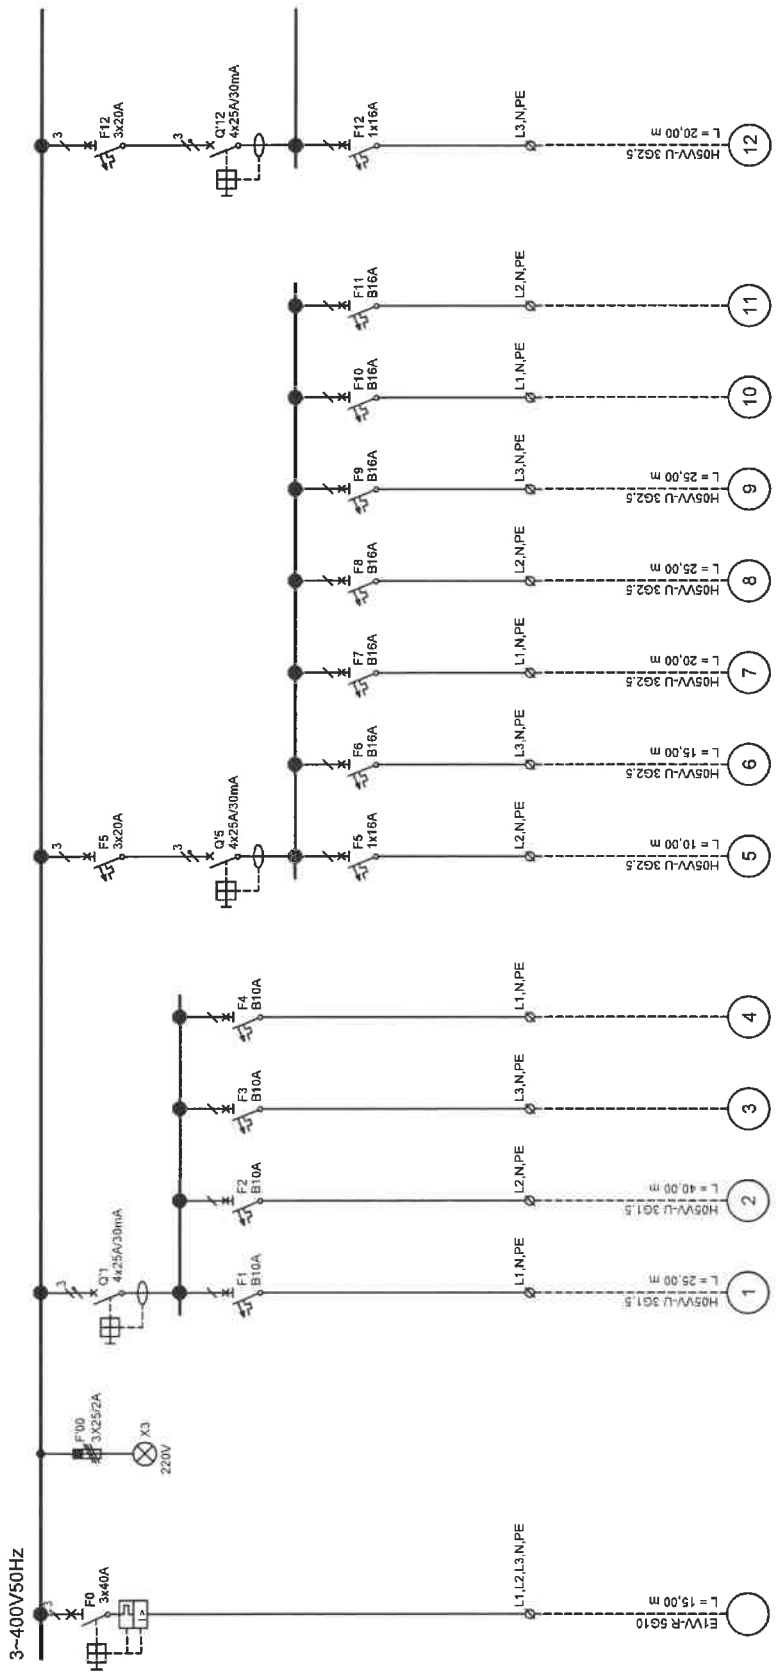 3~400V50Hz
3
F0
3x40A
I >
L1,L2,L3,N,PE
E1VV-R 5G10
L = 15,00 m
F'00
3X25/2A
X3
220V
3
Q'1
4x25A/30mA
F1
B10A
L1,N,PE
H05VV-U 3G1.5
L = 25,00 m
1
F2
B10A
L2,N,PE
H05VV-U 3G1.5
L = 40,00 m
2
F3
B10A
L3,N,PE
3
F4
B10A
L1,N,PE
4
3
F5
3x20A
3
Q'5
4x25A/30mA
F5
1x16A
L2,N,PE
H05VV-U 3G2.5
L = 10,00 m
5
F6
B16A
L3,N,PE
H05VV-U 3G2.5
L = 15,00 m
6
F7
B16A
L1,N,PE
H05VV-U 3G2.5
L = 20,00 m
7
F8
B16A
L2,N,PE
H05VV-U 3G2.5
L = 25,00 m
8
F9
B16A
L3,N,PE
H05VV-U 3G2.5
L = 25,00 m
9
F10
B16A
L1,N,PE
10
F11
B16A
L2,N,PE
11
3
F12
3x20A
3
Q'12
4x25A/30mA
F12
1x16A
L3,N,PE
H05VV-U 3G2.5
L = 20,00 m
12